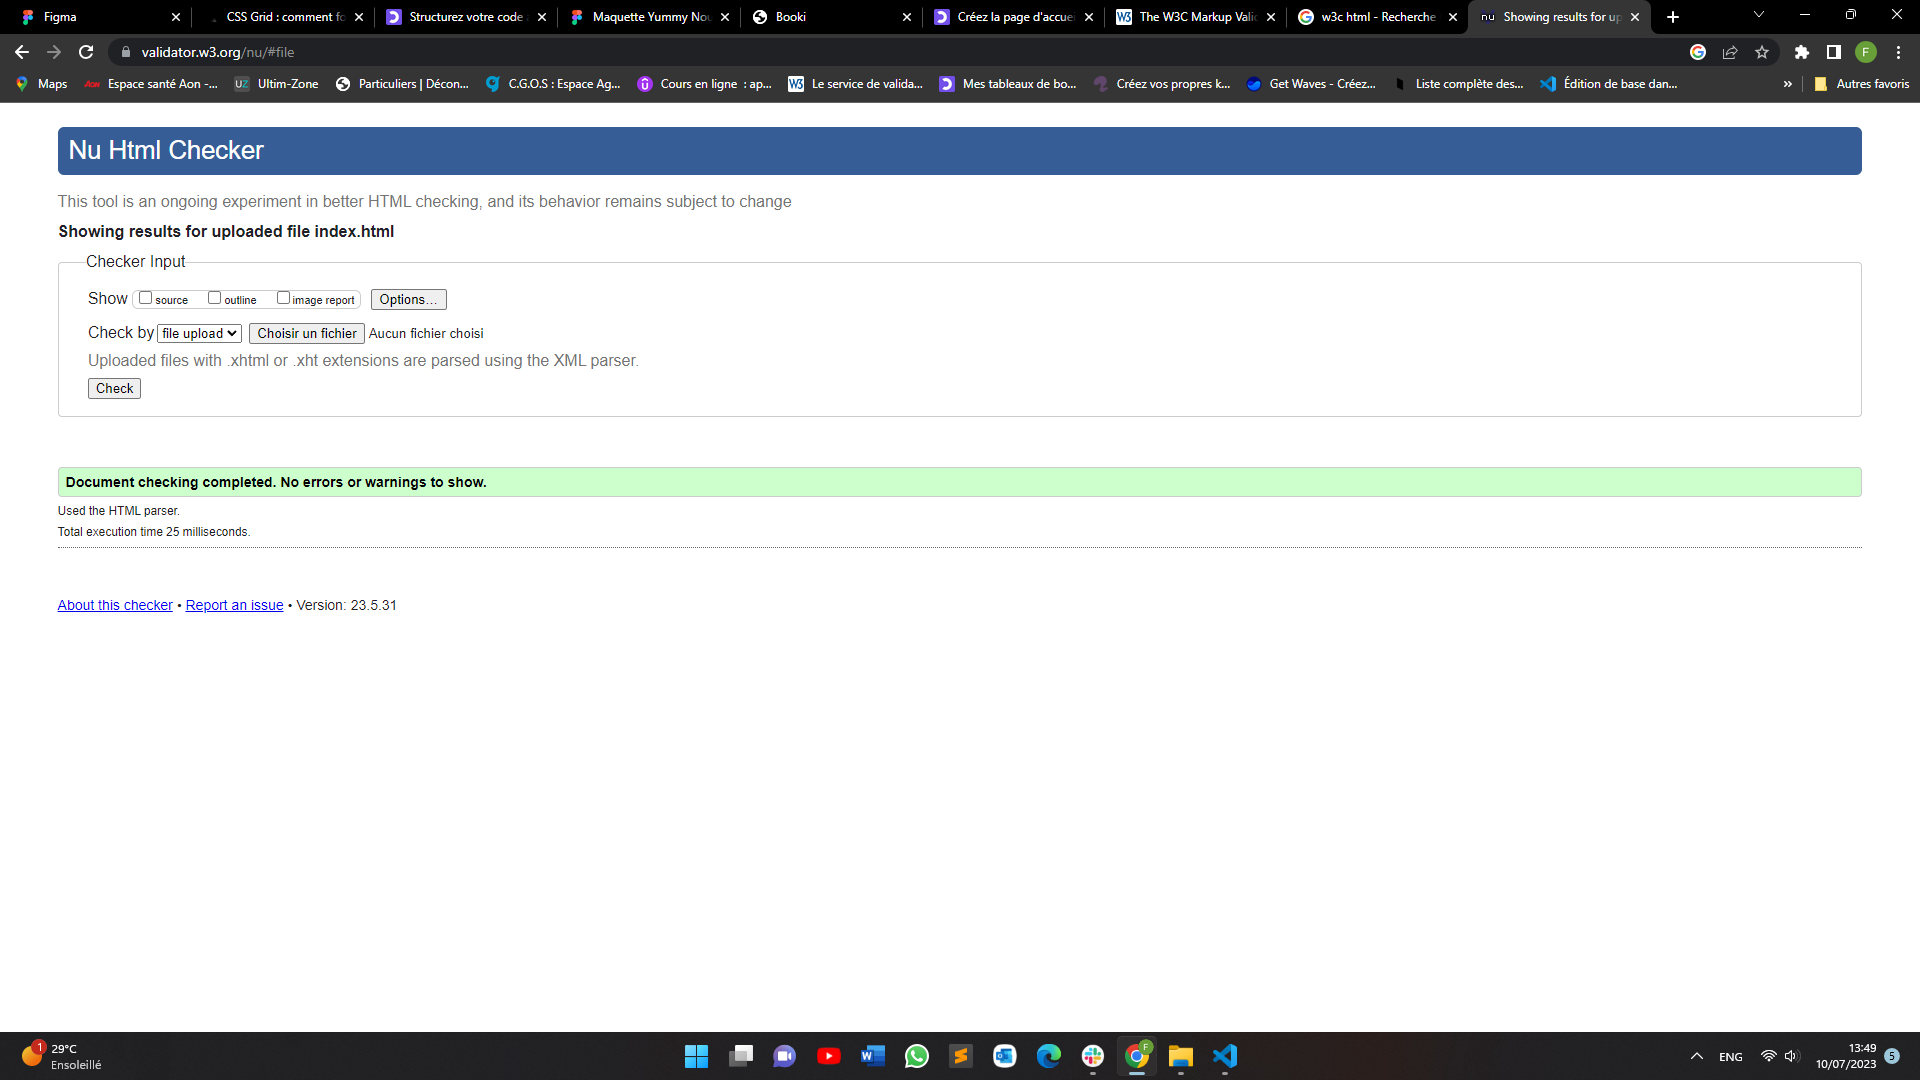 Figma
CSS Grid : comment fo
Structurez votre code
Maquette Yummy Nou
Booki
Créez la page d'accuei
W3 The W3C Markup Valid
w3c html - Recherche
nu Showing results for up
validator.w3.org/nu/#file
F
Maps
Aon Espace santé Aon -...
UZ Ultim-Zone
Particuliers | Décon...
C.G.O.S : Espace Ag...
Cours en ligne : ap...
W3 Le service de valida...
Mes tableaux de bo...
Créez vos propres k...
Get Waves - Créez...
Liste complète des...
Édition de base dan...
»
Autres favoris
Nu Html Checker
This tool is an ongoing experiment in better HTML checking, and its behavior remains subject to change
Showing results for uploaded file index.html
Checker Input
Show source outline image report Options...
Check by file upload Choisir un fichier Aucun fichier choisi
Uploaded files with .xhtml or .xht extensions are parsed using the XML parser.
Check
Document checking completed. No errors or warnings to show.
Used the HTML parser.
Total execution time 25 milliseconds.
About this checker • Report an issue • Version: 23.5.31
1
29°C
Ensoleillé
F
ENG
13:49
10/07/2023
5